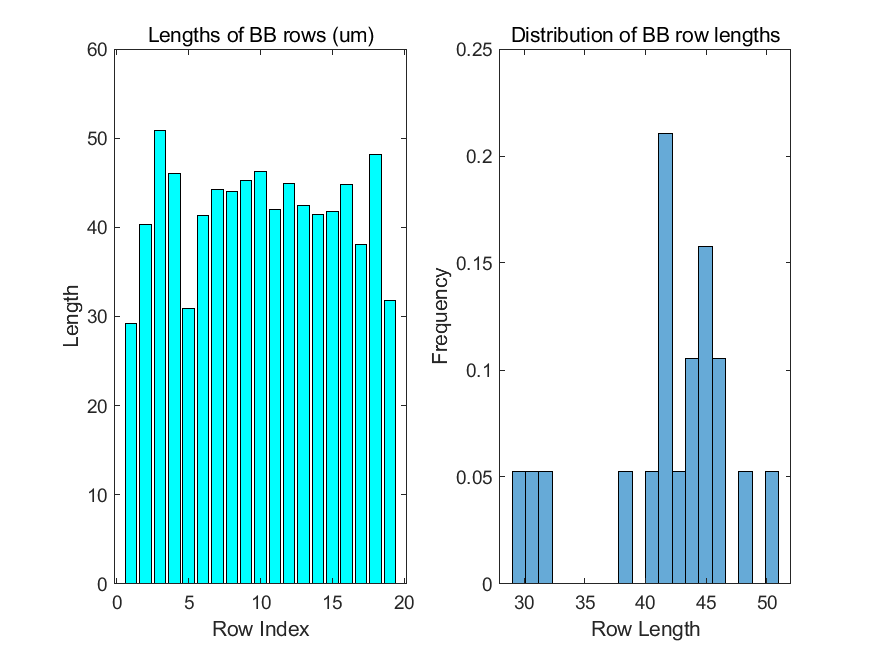 Lengths of BB rows (um)
60
50
40
30
20
10
0
Length
0 5 10 15 20
Row Index
Distribution of BB row lengths
0.25
0.2
0.15
0.1
0.05
0
Frequency
30 35 40 45 50
Row Length